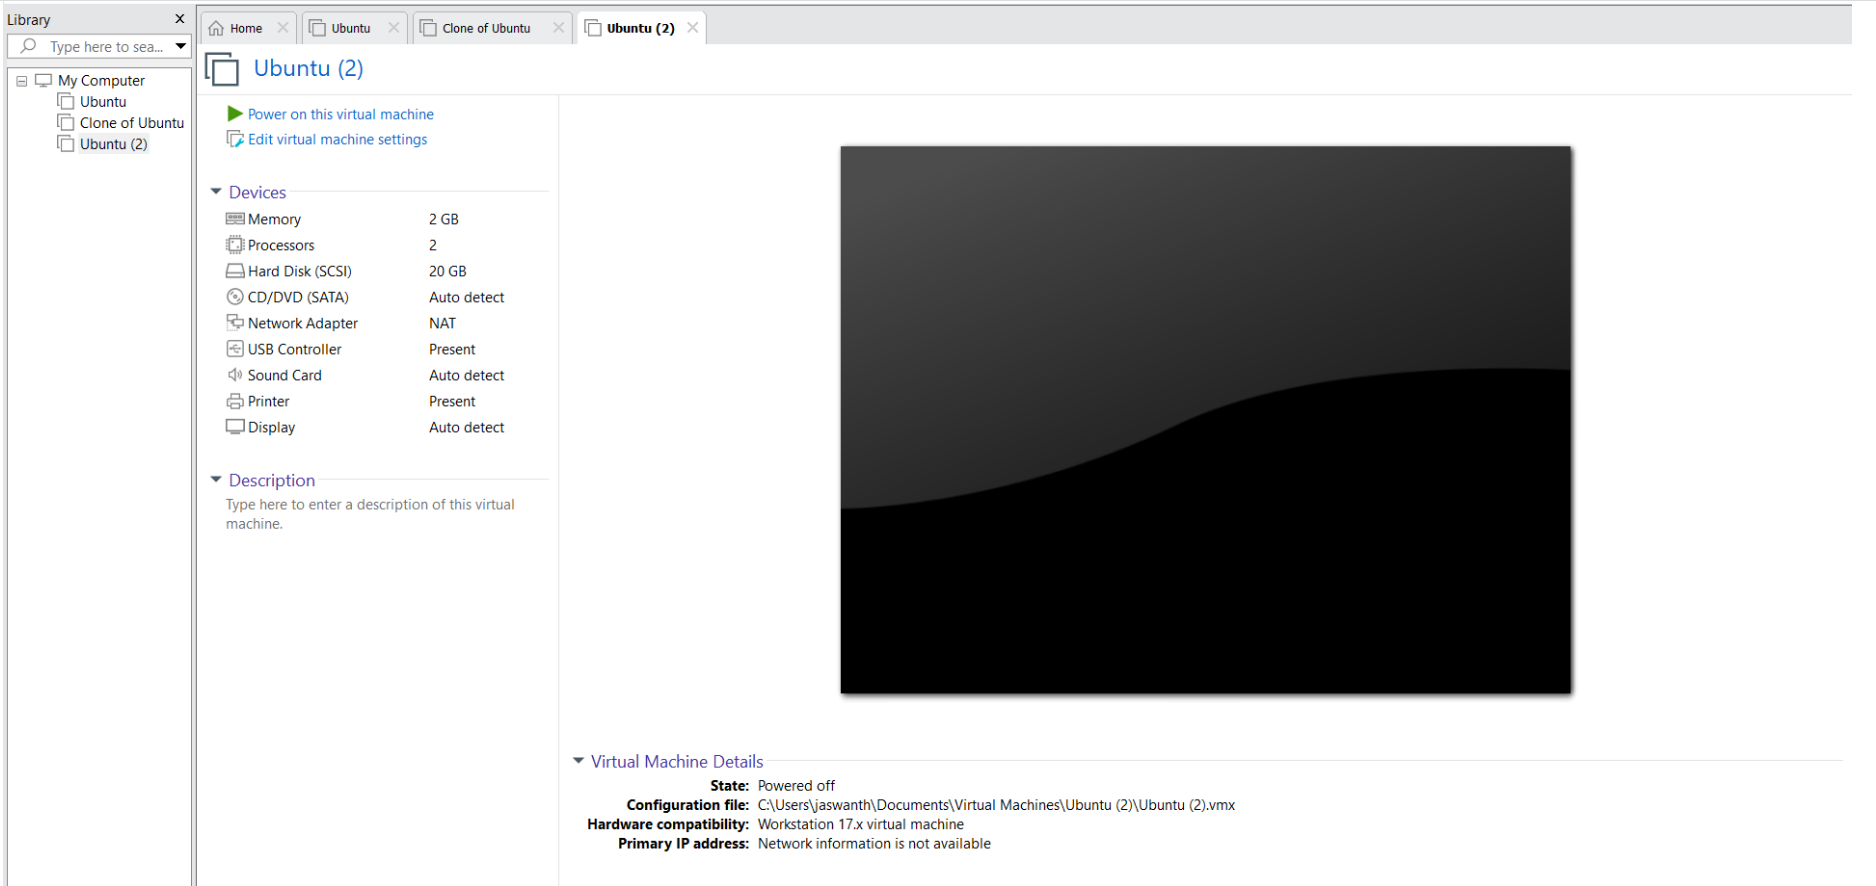 Library X
Type here to sea...
My Computer
Ubuntu
Clone of Ubuntu
Ubuntu (2)
Home Ubuntu Clone of Ubuntu Ubuntu (2)
Ubuntu (2)
Power on this virtual machine
Edit virtual machine settings
Devices
Memory 2 GB
Processors 2
Hard Disk (SCSI) 20 GB
CD/DVD (SATA) Auto detect
Network Adapter NAT
USB Controller Present
Sound Card Auto detect
Printer Present
Display Auto detect
Description
Type here to enter a description of this virtual
machine.
Virtual Machine Details
State: Powered off
Configuration file: C:\Users\jaswanth\Documents\Virtual Machines\Ubuntu (2)\Ubuntu (2).vmx
Hardware compatibility: Workstation 17.x virtual machine
Primary IP address: Network information is not available